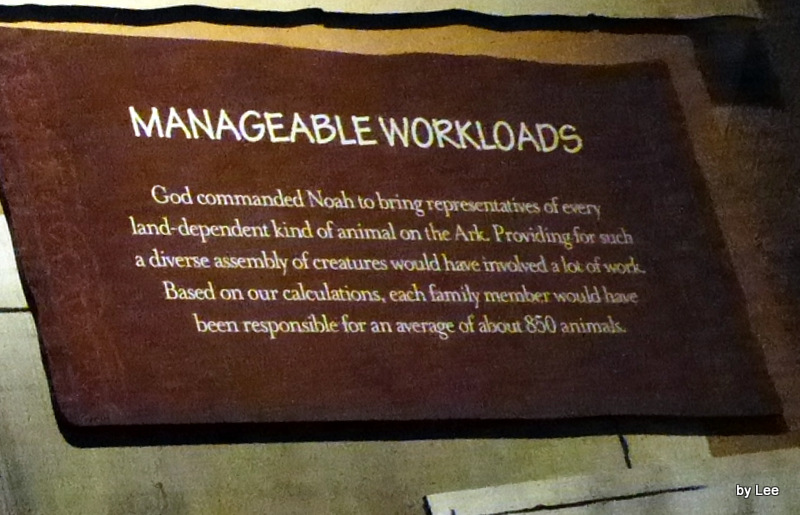 MANAGEABLE WORKLOADS
God commanded Noah to bring representatives of every
land-dependent kind of animal on the Ark. Providing for such
a diverse assembly of creatures would have involved a lot of work.
Based on our calculations, each family member would have
been responsible for an average of about 850 animals.
by Lee